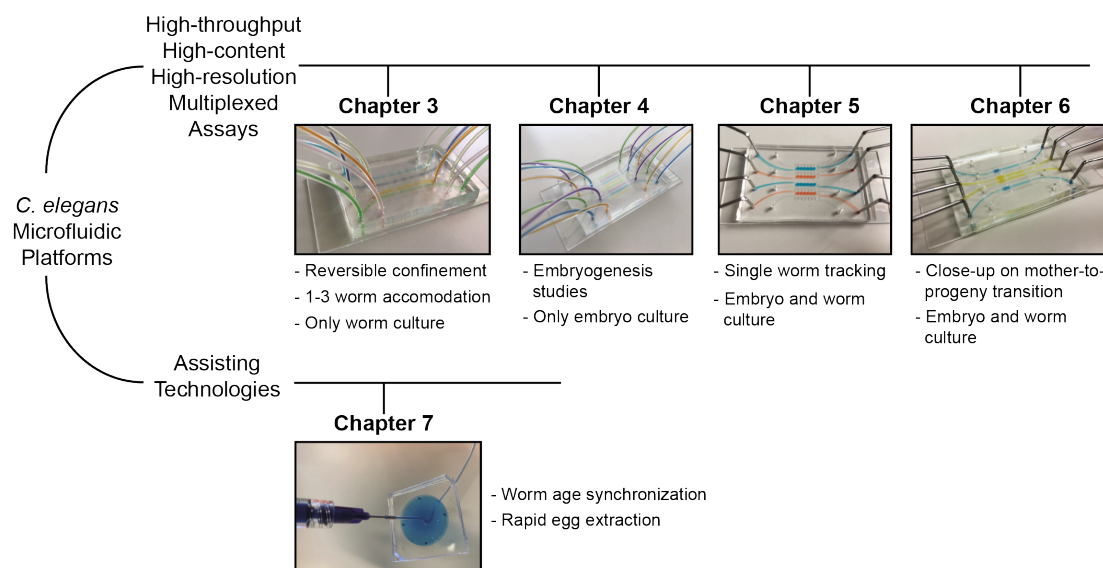 High-throughput
High-content
High-resolution
Multiplexed
Assays
Chapter 3
Chapter 4
Chapter 5
Chapter 6
C. elegans
Microfluidic
Platforms
- Reversible confinement
- 1-3 worm accomodation
- Only worm culture
- Embryogenesis
studies
- Only embryo culture
- Single worm tracking
- Embryo and worm
culture
- Close-up on mother-to-
progeny transition
- Embryo and worm
culture
Assisting
Technologies
Chapter 7
- Worm age synchronization
- Rapid egg extraction